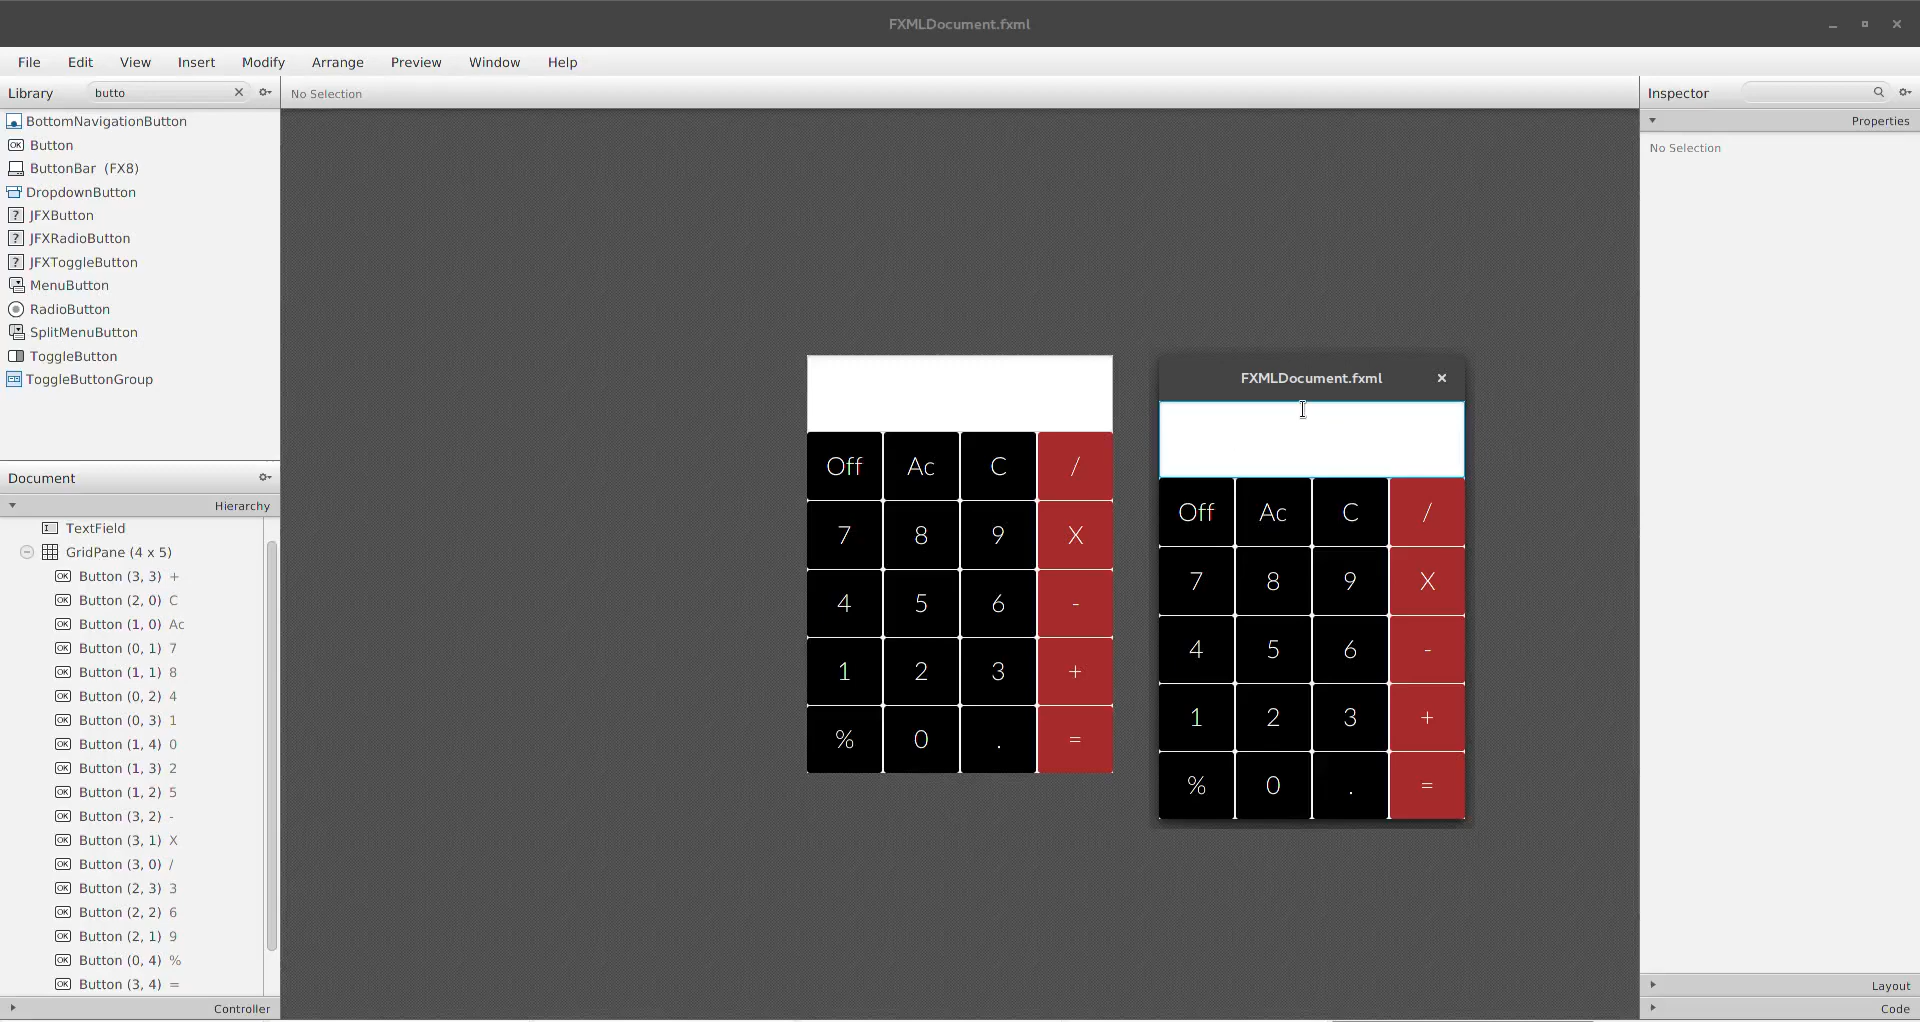 FXMLDocument.fxml
File Edit View Insert Modify Arrange Preview Window Help
Library butto
No Selection
Inspector
Properties
No Selection
BottomNavigationButton
Button
ButtonBar (FX8)
DropdownButton
JFXButton
JFXRadioButton
JFXToggleButton
MenuButton
RadioButton
SplitMenuButton
ToggleButton
ToggleButtonGroup
Document
Hierarchy
TextField
GridPane (4 x 5)
Button (3, 3) +
Button (2, 0) C
Button (1, 0) Ac
Button (0, 1) 7
Button (1, 1) 8
Button (0, 2) 4
Button (0, 3) 1
Button (1, 4) 0
Button (1, 3) 2
Button (1, 2) 5
Button (3, 2) -
Button (3, 1) X
Button (3, 0) /
Button (2, 3) 3
Button (2, 2) 6
Button (2, 1) 9
Button (0, 4) %
Button (3, 4) =
Controller
Off Ac C /
7 8 9 X
4 5 6 -
1 2 3 +
% 0 . =
FXMLDocument.fxml
Off Ac C /
7 8 9 X
4 5 6 -
1 2 3 +
% 0 . =
Layout
Code